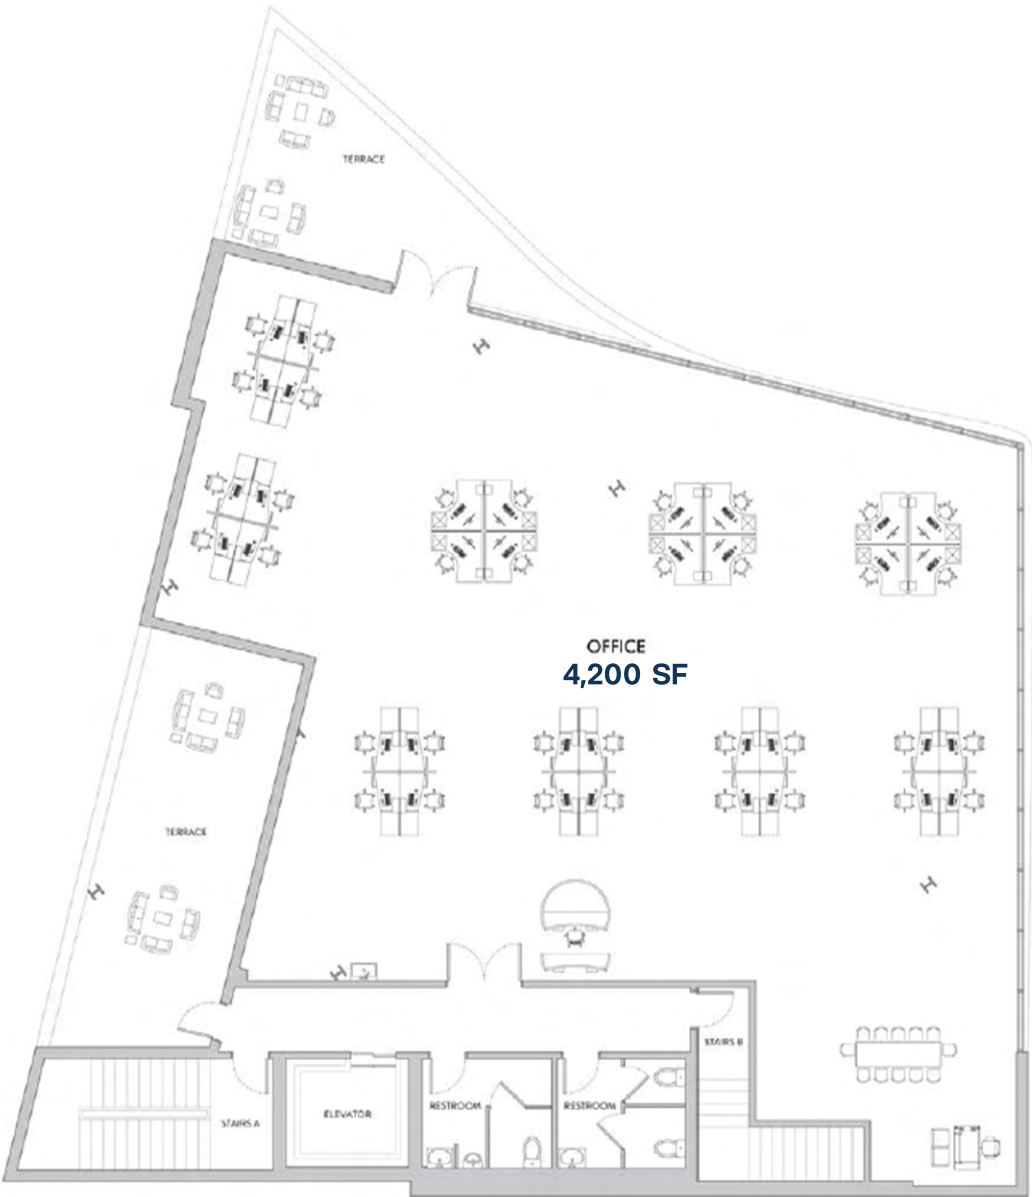 TERRACE
OFFICE
4,200 SF
TERRACE
STAIRS B
RESTROOM
RESTROOM
ELEVATOR
STAIRS A